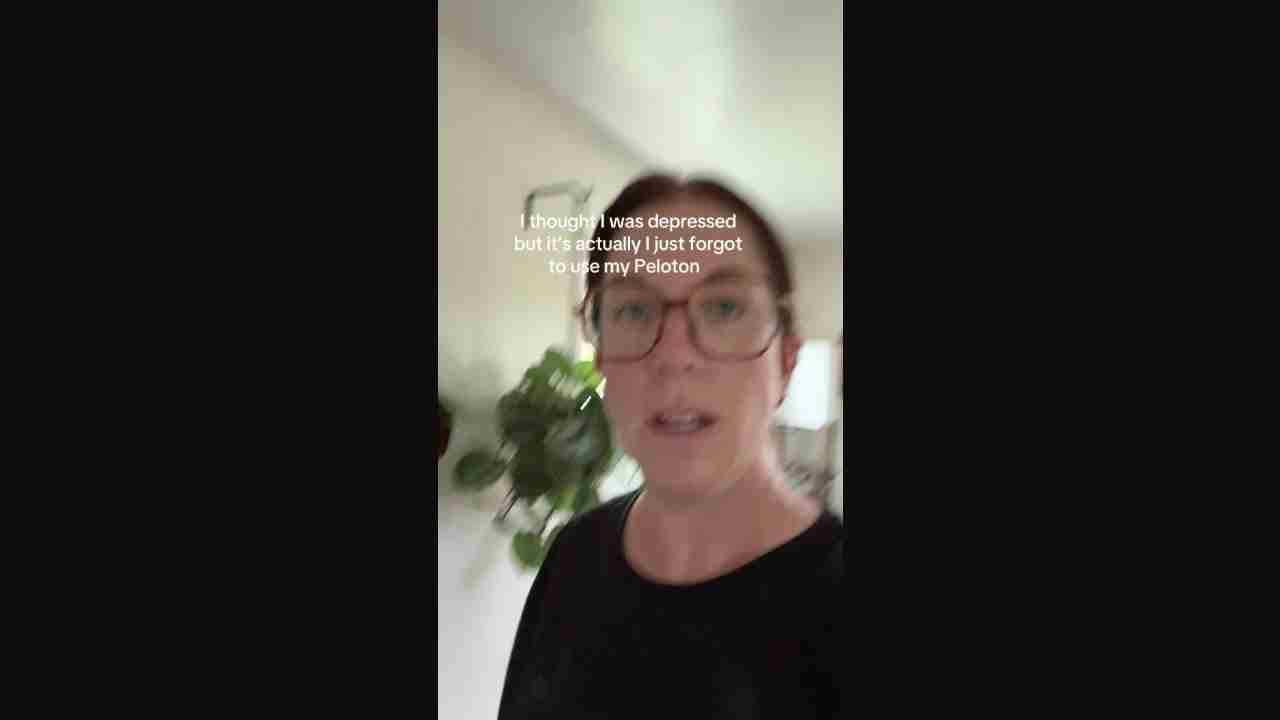 I thought I was depressed
but it's actually I just forgot
to use my Peloton